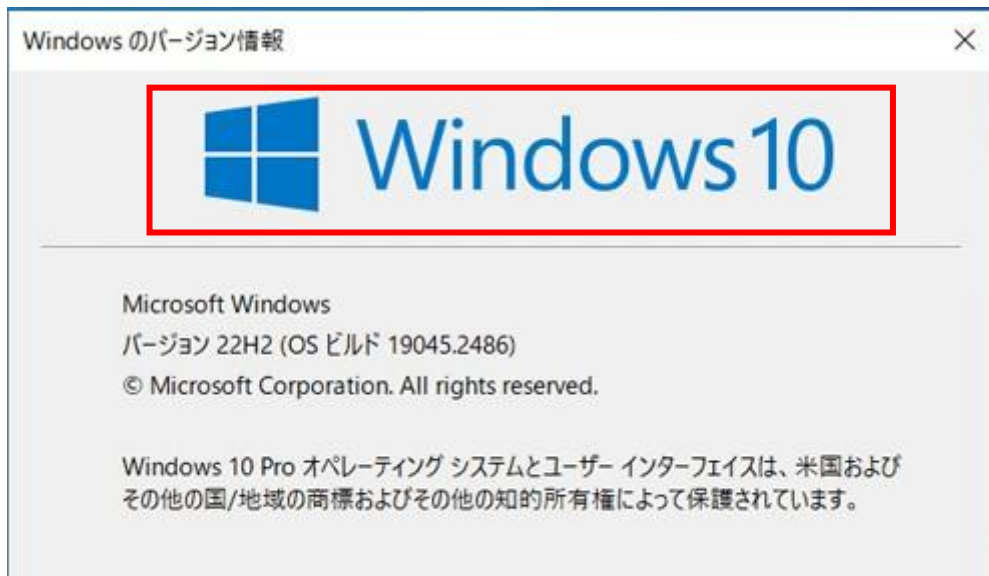 Windows のバージョン情報
Windows 10
Microsoft Windows
バージョン 22H2 (OS ビルド 19045.2486)
© Microsoft Corporation. All rights reserved.
Windows 10 Pro オペレーティング システムとユーザー インターフェイスは、米国および
その他の国/地域の商標およびその他の知的所有権によって保護されています。